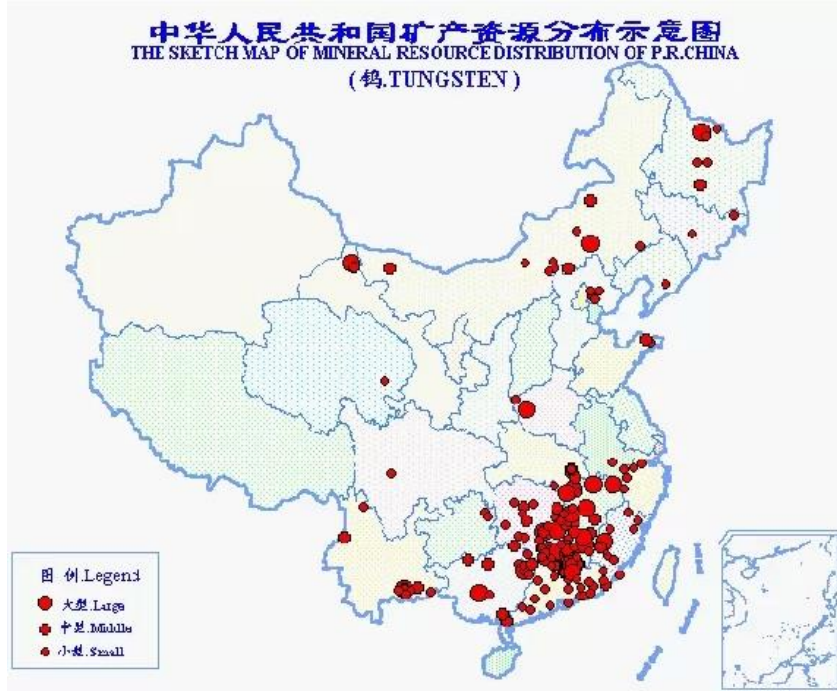 中华人民共和国矿产资源分布示意图
THE SKETCH MAP OF MINERAL RESOURCE DISTRIBUTION OF P.R.CHINA
(钨.TUNGSTEN)
图 例.Legend
大型.Large
中型.Middle
小型.Small